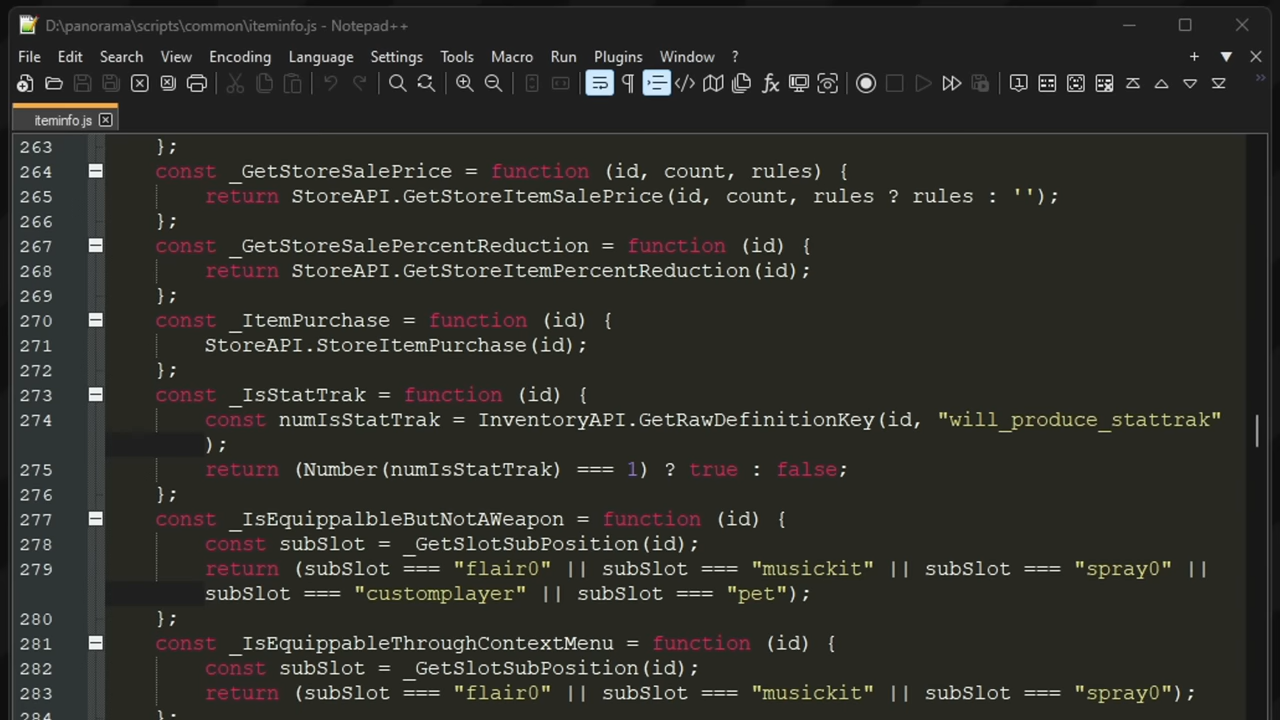 D:\panorama\scripts\common\iteminfo.js - Notepad++
File Edit Search View Encoding Language Settings Tools Macro Run Plugins Window ?
iteminfo.js
263 };
264 const _GetStoreSalePrice = function (id, count, rules) {
265 return StoreAPI.GetStoreItemSalePrice(id, count, rules ? rules : '');
266 };
267 const _GetStoreSalePercentReduction = function (id) {
268 return StoreAPI.GetStoreItemPercentReduction(id);
269 };
270 const _ItemPurchase = function (id) {
271 StoreAPI.StoreItemPurchase(id);
272 };
273 const _IsStatTrak = function (id) {
274 const numIsStatTrak = InventoryAPI.GetRawDefinitionKey(id, "will_produce_stattrak"
);
275 return (Number(numIsStatTrak) === 1) ? true : false;
276 };
277 const _IsEquippalbleButNotAWeapon = function (id) {
278 const subSlot = _GetSlotSubPosition(id);
279 return (subSlot === "flair0" || subSlot === "musickit" || subSlot === "spray0" ||
subSlot === "customplayer" || subSlot === "pet");
280 };
281 const _IsEquippableThroughContextMenu = function (id) {
282 const subSlot = _GetSlotSubPosition(id);
283 return (subSlot === "flair0" || subSlot === "musickit" || subSlot === "spray0");
284 };